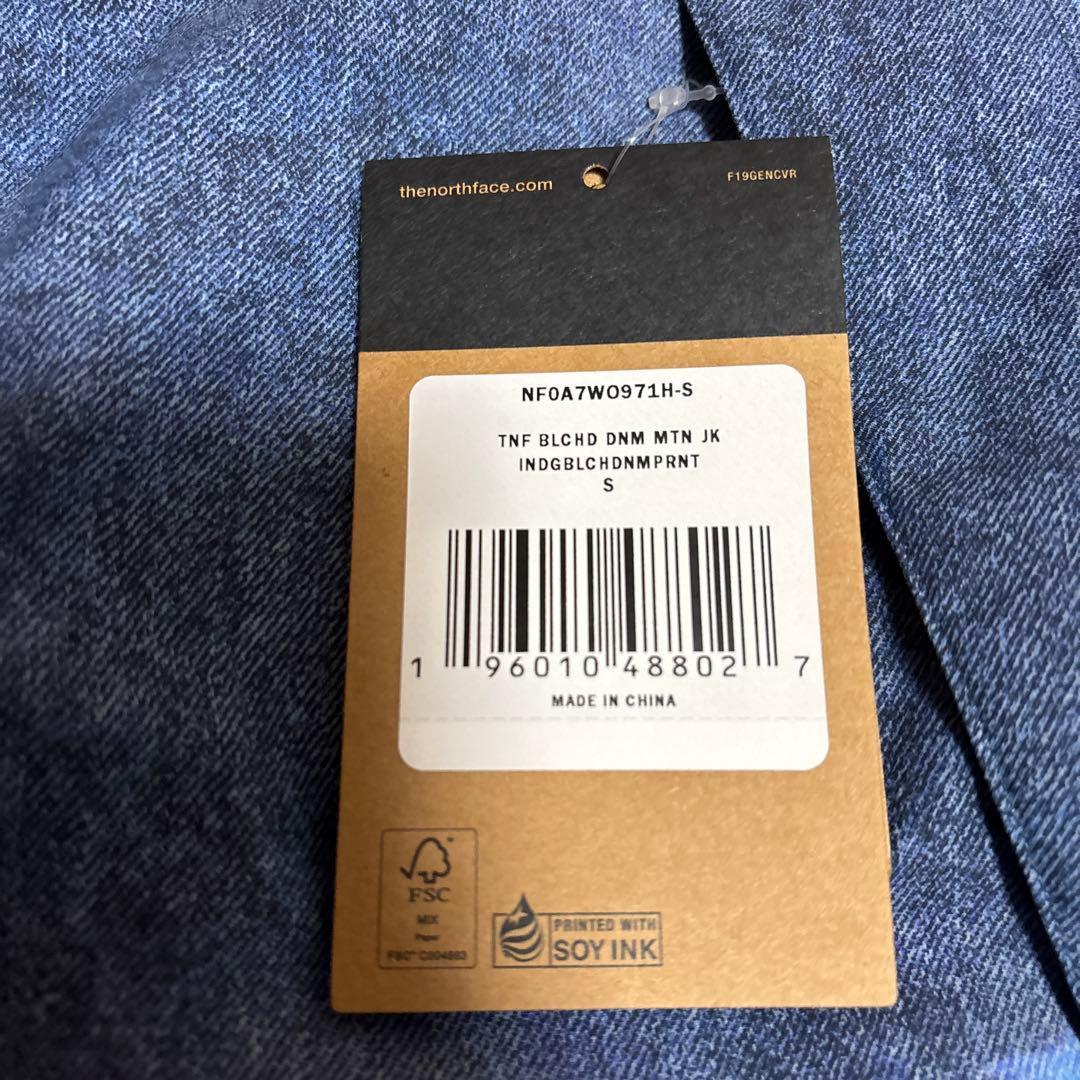 thenorthface.com
F19GENCVR
NF0A7WO971H-S
TNF BLCHD DNM MTN JK
INDGBLCHDNMPRNT
S
1 96010 48802 7
MADE IN CHINA
FSC
MIX
Paper
PRINTED WITH
SOY INK